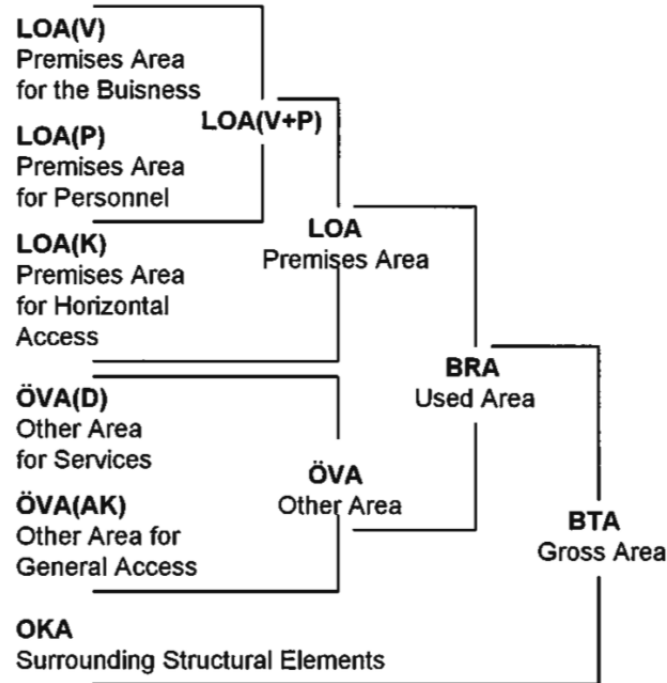 LOA(V)
Premises Area
for the Buisness
LOA(V+P)
LOA(P)
Premises Area
for Personnel
LOA(K)
Premises Area
for Horizontal
Access
LOA
Premises Area
ÖVA(D)
Other Area
for Services
ÖVA(AK)
Other Area for
General Access
ÖVA
Other Area
BRA
Used Area
BTA
Gross Area
OKA
Surrounding Structural Elements